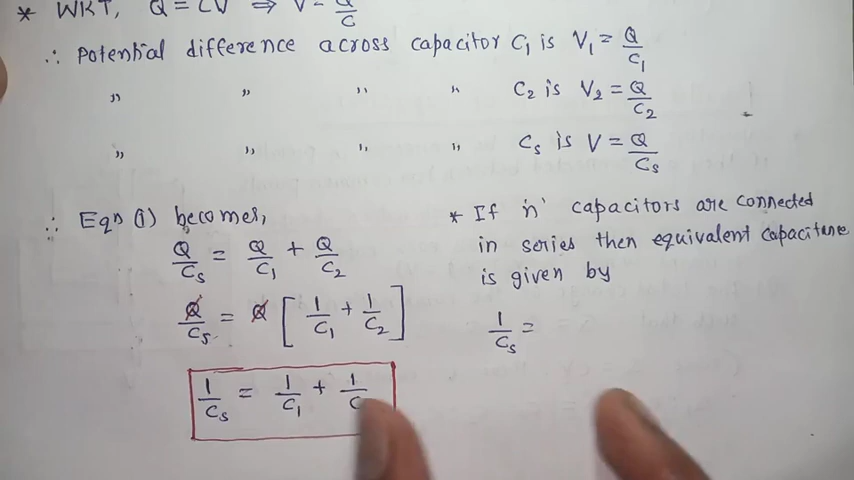 * WKT, Q = CV ⇒ V = Q/C
∴ Potential difference across capacitor C₁ is V₁ = Q/C₁
" " " " C₂ is V₂ = Q/C₂
" " " " Cₛ is V = Q/Cₛ
∴ Eqn (i) becomes,
Q/Cₛ = Q/C₁ + Q/C₂
Q/Cₛ = Q [ 1/C₁ + 1/C₂ ]
1/Cₛ = 1/C₁ + 1/C
* If 'n' capacitors are connected
in series then equivalent capacitane
is given by
1/Cₛ =